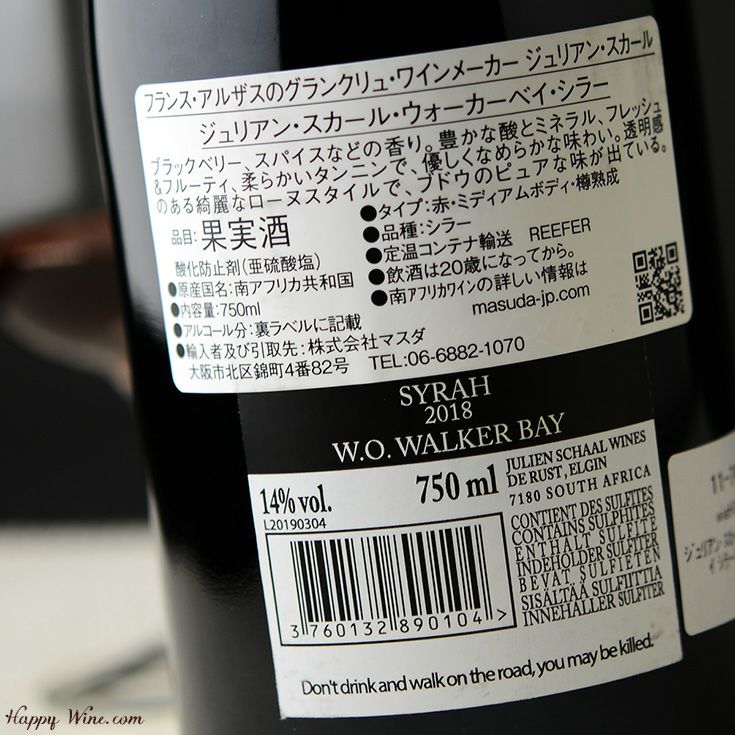 フランス・アルザスのグランクリュ・ワインメーカー ジュリアン・スカール
ジュリアン・スカール・ウォーカーベイ・シラー
ブラックベリー、スパイスなどの香り。豊かな酸とミネラル、フレッシュ
&フルーティ、柔らかいタンニンで、優しくなめらかな味わい。透明感
のある綺麗なローヌスタイルで、ブドウのピュアな味が出ている。
品目: 果実酒
酸化防止剤(亜硫酸塩)
●原産国名:南アフリカ共和国
●内容量:750ml
●アルコール分:裏ラベルに記載
●輸入者及び引取先:株式会社マスダ
大阪市北区錦町4番82号 TEL:06-6882-1070
●タイプ:赤・ミディアムボディ・樽熟成
●品種:シラー
●定温コンテナ輸送 REEFER
●飲酒は20歳になってから。
●南アフリカワインの詳しい情報は
masuda-jp.com
SYRAH
2018
W.O. WALKER BAY
14% vol. 750 ml
L20190304
JULIEN SCHAAL WINES
DE RUST, ELGIN
7180 SOUTH AFRICA
CONTIENT DES SULFITES
CONTAINS SULPHITES
ENTHÄLT SULFITE
INDEHOLDER SULFITER
BEVAT SULFIETEN
SISÄLTÄÄ SULFIITTIA
INNEHÅLLER SULFITER
3 760132 890104
Don't drink and walk on the road, you may be killed.
11-7
ジュリアン・ス
イ シラー
Happy Wine.com